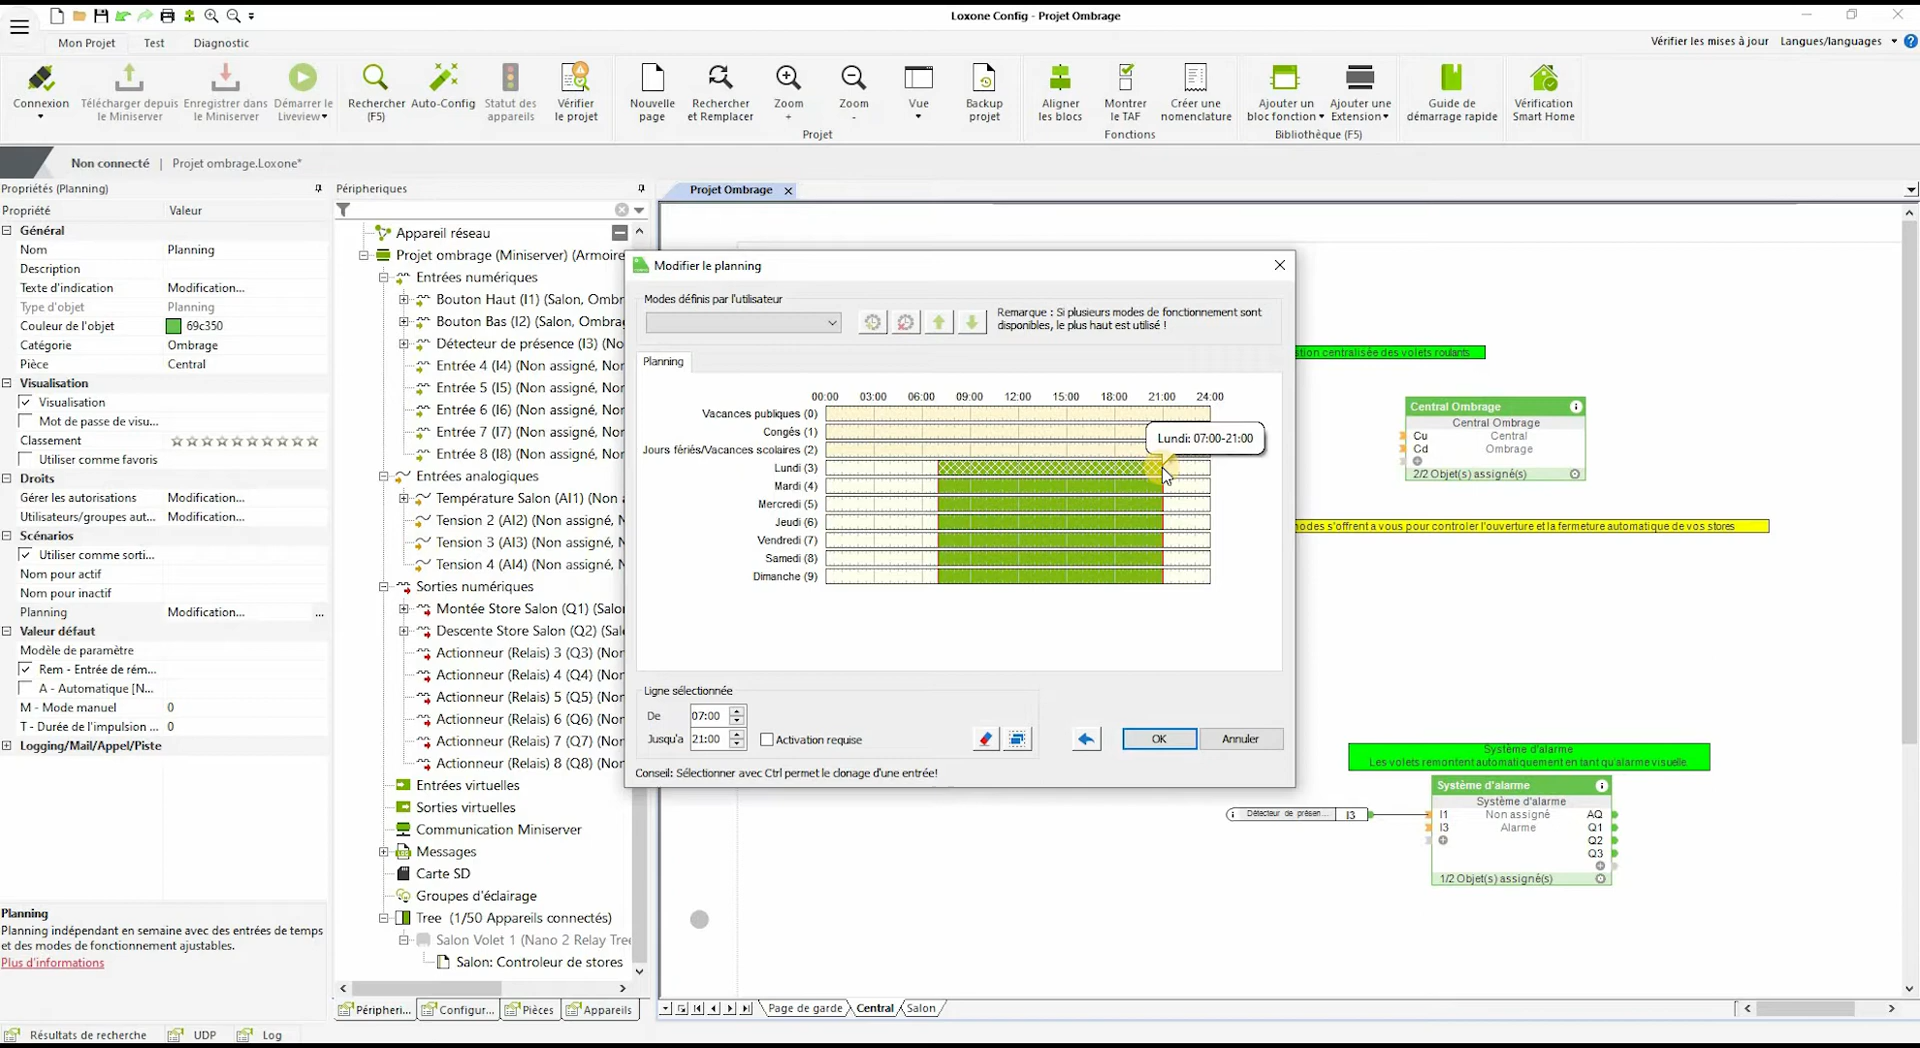 Loxone Config - Projet Ombrage
Mon Projet
Test
Diagnostic
Vérifier les mises à jour
Langues/languages
Connexion
Télécharger depuis
le Miniserver
Enregistrer dans
le Miniserver
Démarrer le
Liveview
Rechercher
(F5)
Auto-Config
Statut des
appareils
Vérifier
le projet
Nouvelle
page
Rechercher
et Remplacer
Zoom
+
Zoom
-
Vue
Backup
projet
Projet
Aligner
les blocs
Montrer
le TAF
Créer une
nomenclature
Fonctions
Ajouter un
bloc fonction
Ajouter une
Extension
Bibliothèque (F5)
Guide de
démarrage rapide
Vérification
Smart Home
Non connecté | Projet ombrage.Loxone*
Propriétés (Planning)
Propriété Valeur
Général
Nom Planning
Description
Texte d'indication Modification...
Type d'objet Planning
Couleur de l'objet 69c350
Catégorie Ombrage
Pièce Central
Visualisation
Visualisation
Mot de passe de visu...
Classement
Utiliser comme favoris
Droits
Gérer les autorisations Modification...
Utilisateurs/groupes aut... Modification...
Scénarios
Utiliser comme sorti...
Nom pour actif
Nom pour inactif
Planning Modification... ...
Valeur défaut
Modèle de paramètre
Rem - Entrée de rém...
A - Automatique [N...
M - Mode manuel 0
T - Durée de l'impulsion ... 0
Logging/Mail/Appel/Piste
Planning
Planning indépendant en semaine avec des entrées de temps
et des modes de fonctionnement ajustables.
Plus d'informations
Péripheriques
Appareil réseau
Projet ombrage (Miniserver) (Armoire
Entrées numériques
Bouton Haut (I1) (Salon, Ombr
Bouton Bas (I2) (Salon, Ombra
Détecteur de présence (I3) (No
Entrée 4 (I4) (Non assigné, Nor
Entrée 5 (I5) (Non assigné, Nor
Entrée 6 (I6) (Non assigné, Nor
Entrée 7 (I7) (Non assigné, Nor
Entrée 8 (I8) (Non assigné, Nor
Entrées analogiques
Température Salon (AI1) (Non a
Tension 2 (AI2) (Non assigné, N
Tension 3 (AI3) (Non assigné, N
Tension 4 (AI4) (Non assigné, N
Sorties numériques
Montée Store Salon (Q1) (Salon
Descente Store Salon (Q2) (Sal
Actionneur (Relais) 3 (Q3) (Nor
Actionneur (Relais) 4 (Q4) (Nor
Actionneur (Relais) 5 (Q5) (Nor
Actionneur (Relais) 6 (Q6) (Nor
Actionneur (Relais) 7 (Q7) (Nor
Actionneur (Relais) 8 (Q8) (Nor
Entrées virtuelles
Sorties virtuelles
Communication Miniserver
Messages
Carte SD
Groupes d'éclairage
Tree (1/50 Appareils connectés)
Salon Volet 1 (Nano 2 Relay Tree
Salon: Controleur de stores
Péripheri...
Configur...
Pièces
Appareils
Résultats de recherche
UDP
Log
Projet Ombrage
Modifier le planning
Modes définis par l'utilisateur
Remarque : Si plusieurs modes de fonctionnement sont
disponibles, le plus haut est utilisé !
Planning
00:00 03:00 06:00 09:00 12:00 15:00 18:00 21:00 24:00
Vacances publiques (0)
Congés (1)
Jours fériés/Vacances scolaires (2)
Lundi (3)
Mardi (4)
Mercredi (5)
Jeudi (6)
Vendredi (7)
Samedi (8)
Dimanche (9)
Lundi: 07:00-21:00
Ligne sélectionnée
De 07:00
Jusqu'a 21:00
Activation requise
OK
Annuler
Conseil: Sélectionner avec Ctrl permet le clonage d'une entrée!
stion centralisée des volets roulants
Central Ombrage
Central Ombrage
Cu Central
Cd Ombrage
2/2 Objet(s) assigné(s)
modes s'offrent a vous pour controler l'ouverture et la fermeture automatique de vos stores
Système d'alarme
Les volets remontent automatiquement en tant qu'alarme visuelle.
Système d'alarme
Système d'alarme
Détecteur de présen... I3
I1 Non assigné AQ
I3 Alarme Q1
Q2
Q3
1/2 Objet(s) assigné(s)
Page de garde
Central
Salon